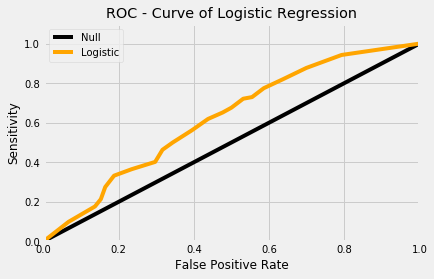 ROC - Curve of Logistic Regression
Null
Logistic
1.0
0.8
0.6
0.4
0.2
0.0
Sensitivity
0.0 0.2 0.4 0.6 0.8 1.0
False Positive Rate